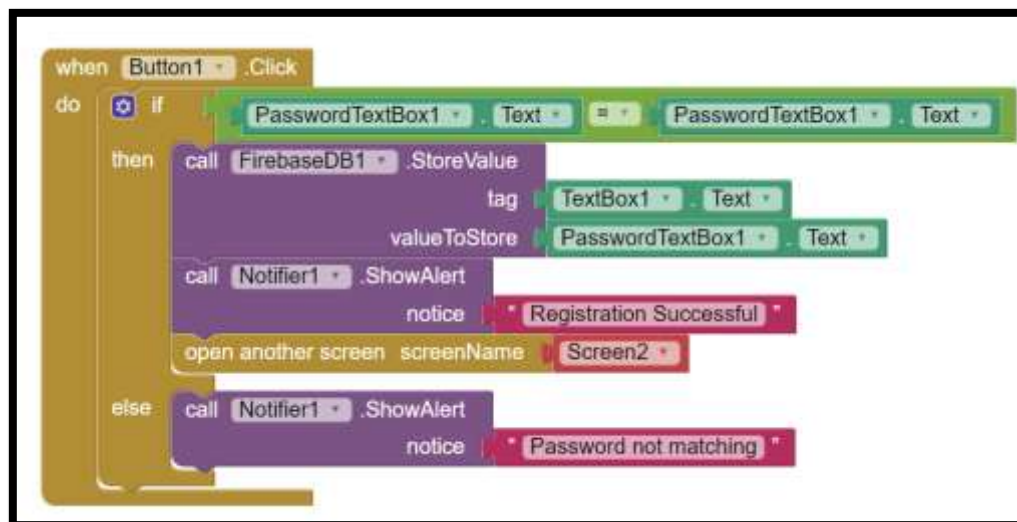 when Button1 .Click
do if PasswordTextBox1 . Text = PasswordTextBox1 . Text
then call FirebaseDB1 .StoreValue
tag TextBox1 . Text
valueToStore PasswordTextBox1 . Text
call Notifier1 .ShowAlert
notice " Registration Successful "
open another screen screenName Screen2
else call Notifier1 .ShowAlert
notice " Password not matching "